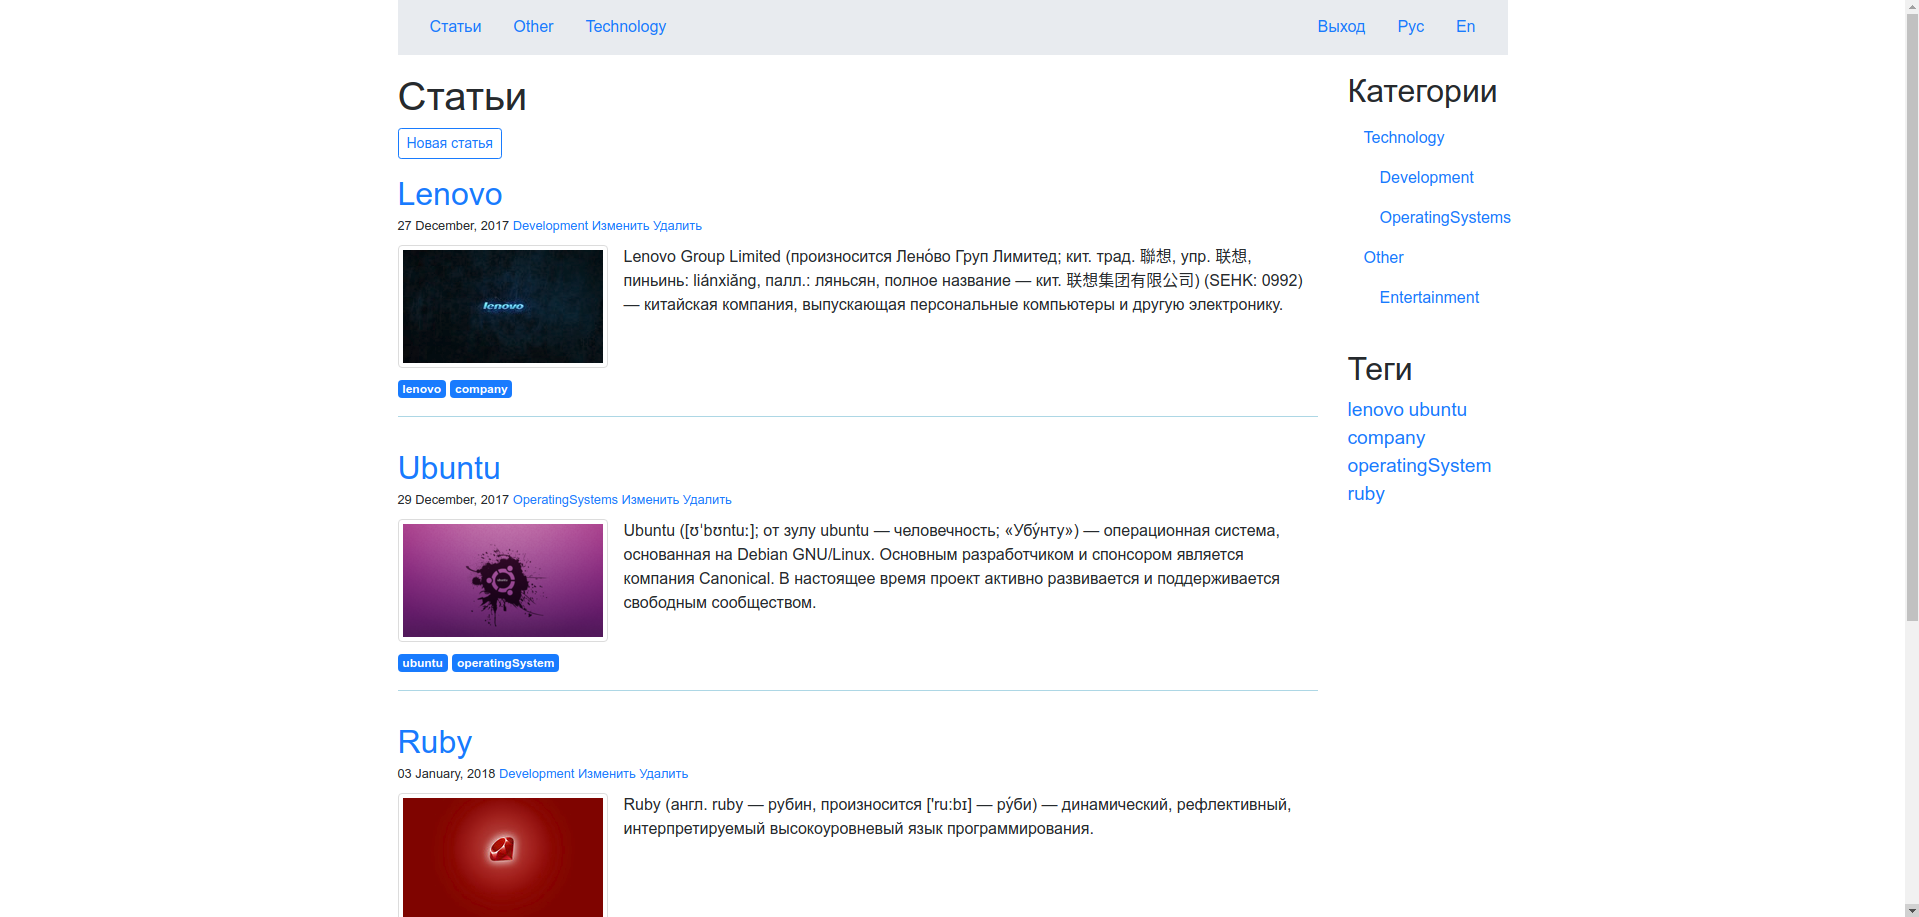 Статьи Other Technology Выход Рус En
Статьи
Новая статья
Lenovo
27 December, 2017 Development Изменить Удалить
lenovo
Lenovo Group Limited (произносится Лено́во Груп Лимитед; кит. трад. 聯想, упр. 联想,
пиньинь: liánxiǎng, палл.: ляньсян, полное название — кит. 联想集团有限公司) (SEHK: 0992)
— китайская компания, выпускающая персональные компьютеры и другую электронику.
lenovo company
Ubuntu
29 December, 2017 OperatingSystems Изменить Удалить
Ubuntu ([ʊˈbʊntuː]; от зулу ubuntu — человечность; «Убу́нту») — операционная система,
основанная на Debian GNU/Linux. Основным разработчиком и спонсором является
компания Canonical. В настоящее время проект активно развивается и поддерживается
свободным сообществом.
ubuntu operatingSystem
Ruby
03 January, 2018 Development Изменить Удалить
Ruby (англ. ruby — рубин, произносится ['ru:bɪ] — ру́би) — динамический, рефлективный,
интерпретируемый высокоуровневый язык программирования.
Категории
Technology
Development
OperatingSystems
Other
Entertainment
Теги
lenovo ubuntu
company
operatingSystem
ruby